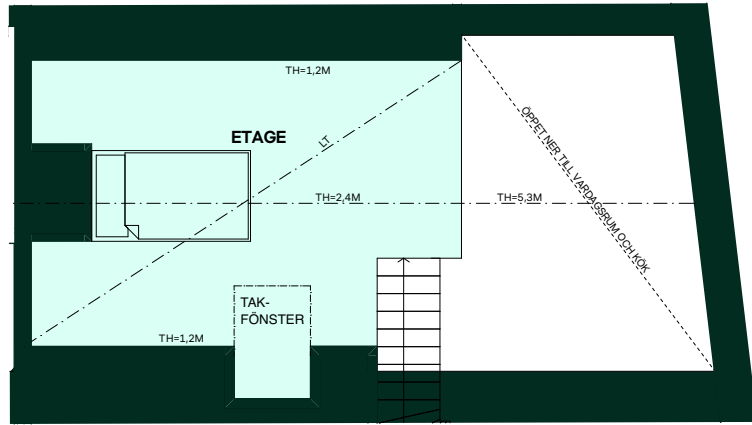 TH=1,2M
ETAGE
LT
ÖPPET NER TILL VARDAGSRUM OCH KÖK
TH=2,4M
TH=5,3M
TAK-
FÖNSTER
TH=1,2M